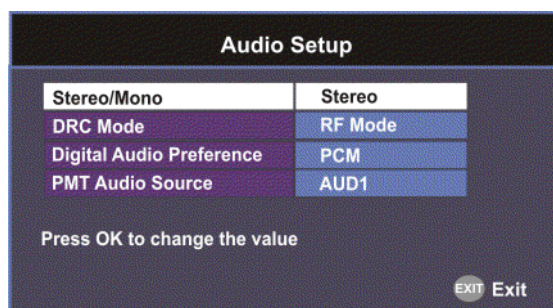 Audio Setup
Stereo/Mono Stereo
DRC Mode RF Mode
Digital Audio Preference PCM
PMT Audio Source AUD1
Press OK to change the value
EXIT Exit